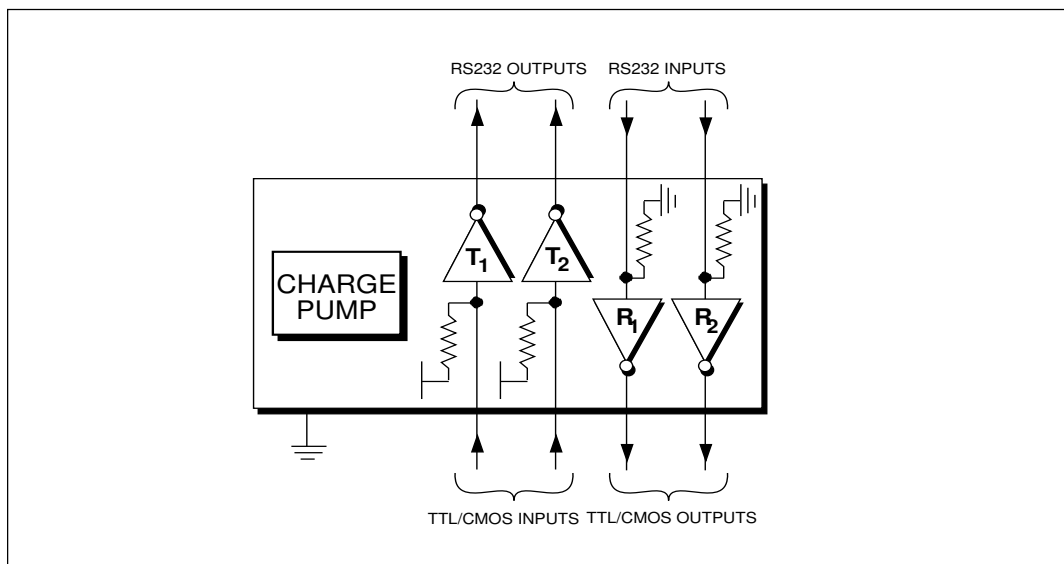 RS232 OUTPUTS
RS232 INPUTS
T1
T2
CHARGE
PUMP
R1
R2
TTL/CMOS INPUTS
TTL/CMOS OUTPUTS